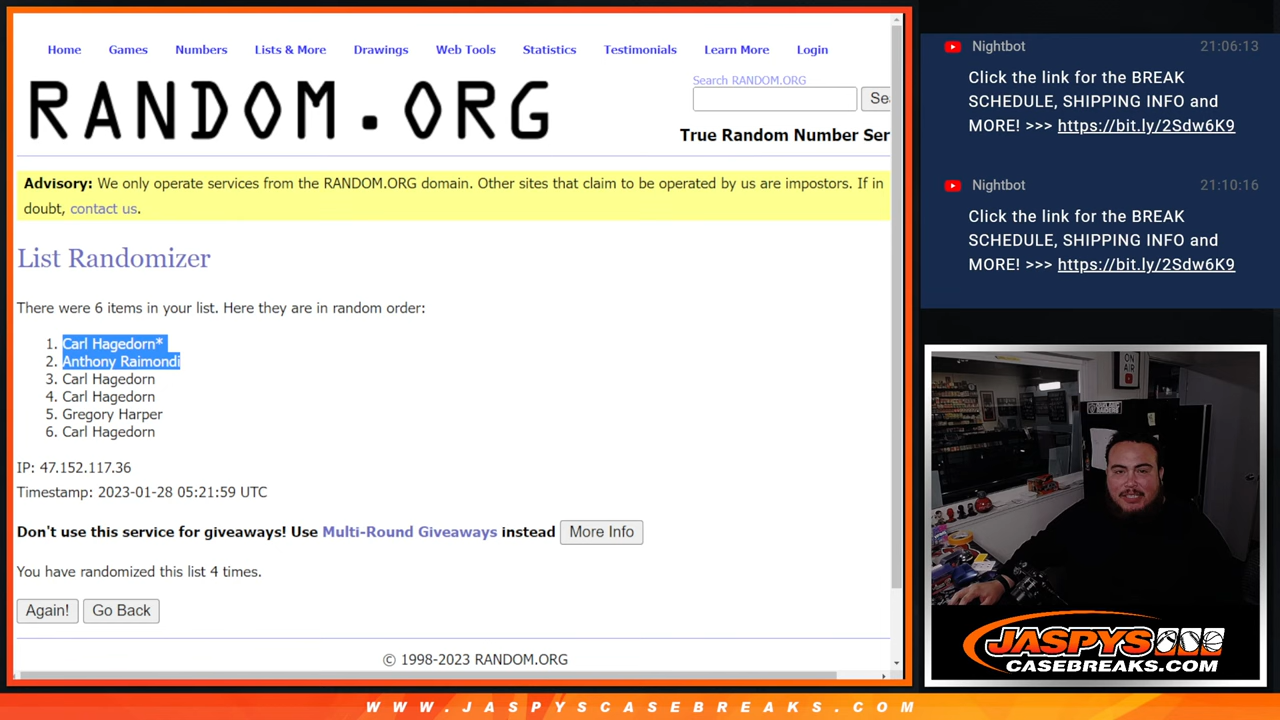 Home Games Numbers Lists & More Drawings Web Tools Statistics Testimonials Learn More Login
RANDOM.ORG
Search RANDOM.ORG
Sea
True Random Number Ser
Advisory: We only operate services from the RANDOM.ORG domain. Other sites that claim to be operated by us are impostors. If in
doubt, contact us.
List Randomizer
There were 6 items in your list. Here they are in random order:
1. Carl Hagedorn*
2. Anthony Raimondi
3. Carl Hagedorn
4. Carl Hagedorn
5. Gregory Harper
6. Carl Hagedorn
IP: 47.152.117.36
Timestamp: 2023-01-28 05:21:59 UTC
Don't use this service for giveaways! Use Multi-Round Giveaways instead More Info
You have randomized this list 4 times.
Again! Go Back
© 1998-2023 RANDOM.ORG
Nightbot 21:06:13
Click the link for the BREAK
SCHEDULE, SHIPPING INFO and
MORE! >>> https://bit.ly/2Sdw6K9
Nightbot 21:10:16
Click the link for the BREAK
SCHEDULE, SHIPPING INFO and
MORE! >>> https://bit.ly/2Sdw6K9
ON
AIR
JASPYS
CASEBREAKS.COM
WWW.JASPYSCASEBREAKS.COM